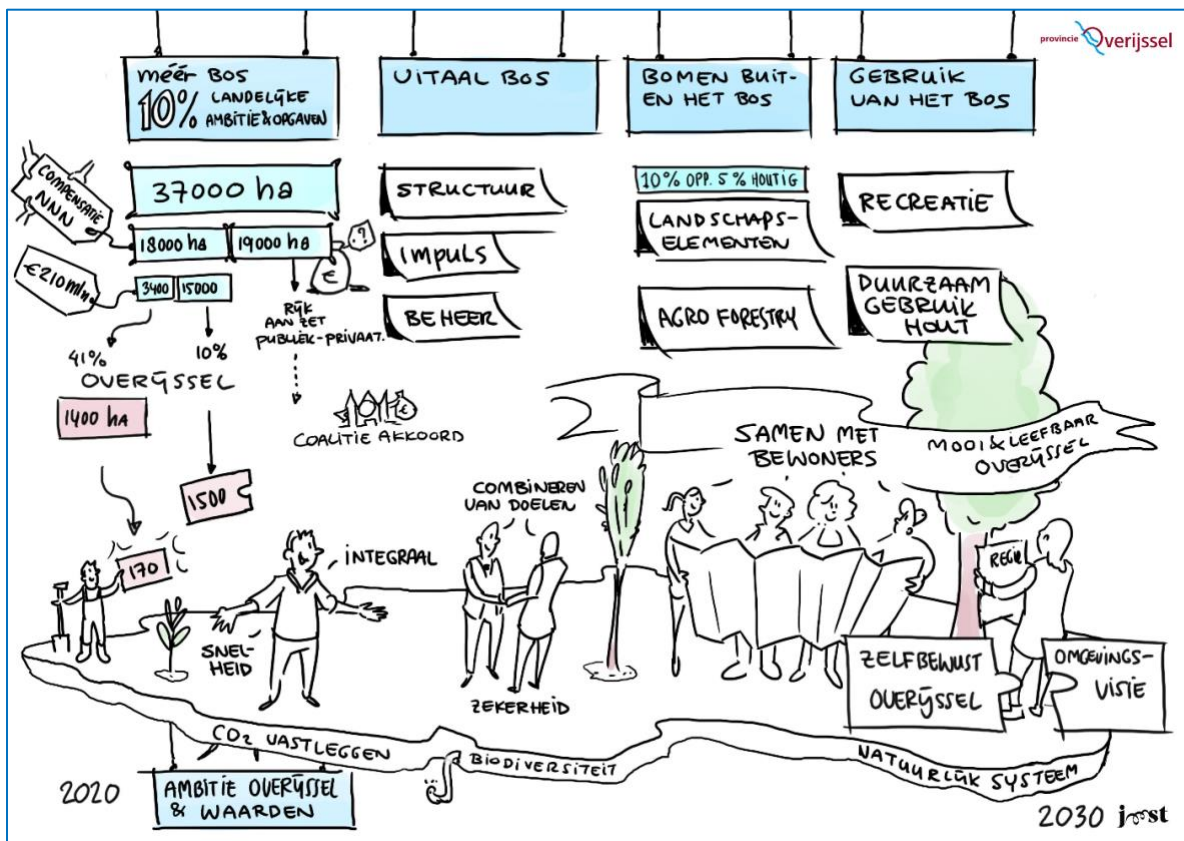 provincie Overijssel
méér BOS
10% LANDELIJKE
AMBITIE & OPGAVEN
VITAAL BOS
BOMEN BUIT-
EN HET BOS
GEBRUIK
VAN HET BOS
COMPENSATIE
NNN
37000 ha
18000 ha
19000 ha
?
€
€210 mln.
3400
15000
RIJK
AAN ZET
PUBLIEK-PRIVAAT.
41%
10%
OVERIJSSEL
1400 ha
1500
170
STRUCTUUR
IMPULS
BEHEER
10% OPP. 5% HOUTIG
LANDSCHAPS-
ELEMENTEN
AGRO FORESTRY
RECREATIE
DUURZAAM
GEBRUIK
HOUT
€
COALITIE AKKOORD
MOOI & LEEFBAAR
OVERIJSSEL
SAMEN MET
BEWONERS
COMBINEREN
VAN DOELEN
INTEGRAAL
SNEL-
HEID
ZEKERHEID
REGIE
ZELFBEWUST
OVERIJSSEL
OMGEVINGS-
VISIE
CO2 VASTLEGGEN
BIODIVERSITEIT
NATUURLIJK SYSTEEM
2020
AMBITIE OVERIJSSEL
& WAARDEN
2030
joost